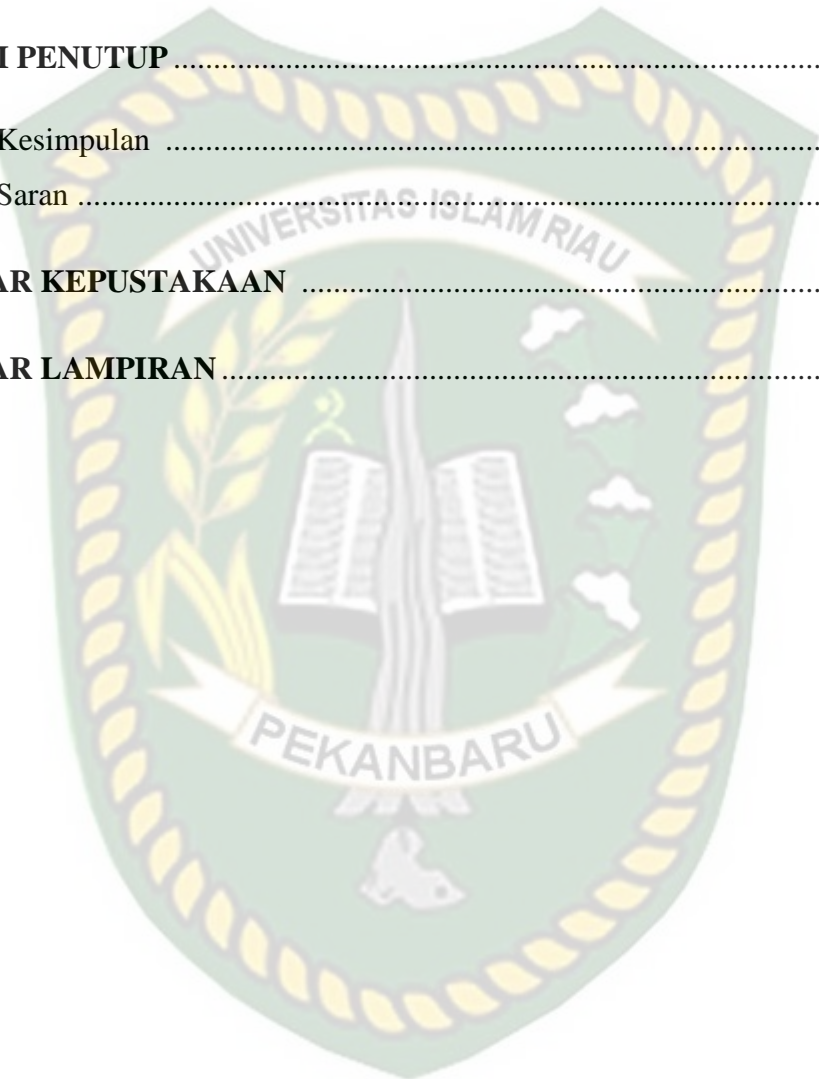 I PENUTUP ........................................................................................
Kesimpulan ........................................................................................
Saran ........................................................................................
UNIVERSITAS ISLAM RIAU
AR KEPUSTAKAAN ........................................................................................
AR LAMPIRAN ........................................................................................
PEKANBARU